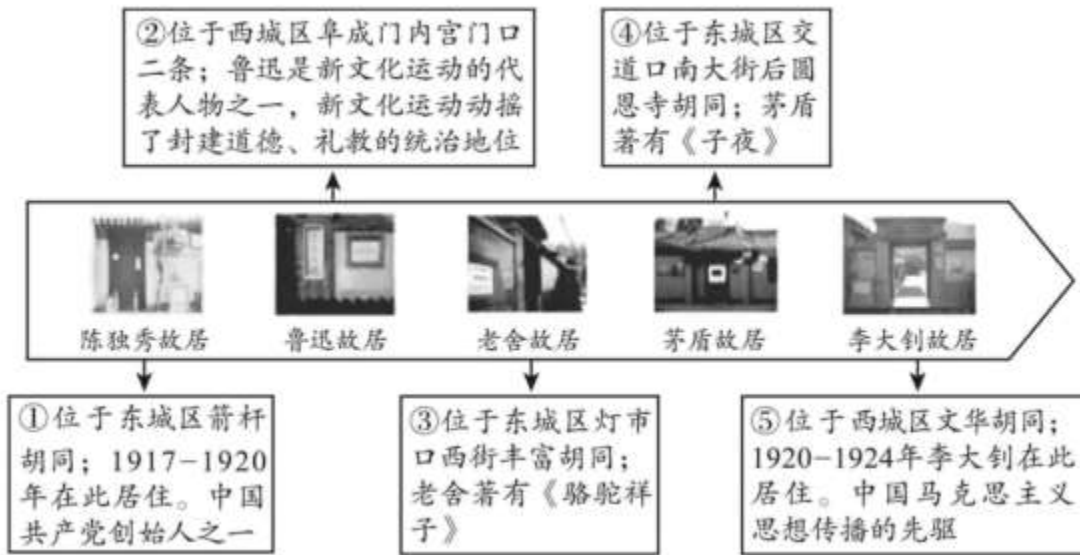 ②位于西城区阜成门内宫门口
二条；鲁迅是新文化运动的代
表人物之一，新文化运动动摇
了封建道德、礼教的统治地位
④位于东城区交
道口南大街后圆
恩寺胡同；茅盾
著有《子夜》
陈独秀故居
鲁迅故居
老舍故居
茅盾故居
李大钊故居
①位于东城区箭杆
胡同；1917-1920
年在此居住。中国
共产党创始人之一
③位于东城区灯市
口西街丰富胡同；
老舍著有《骆驼祥
子》
⑤位于西城区文华胡同；
1920-1924年李大钊在此
居住。中国马克思主义
思想传播的先驱